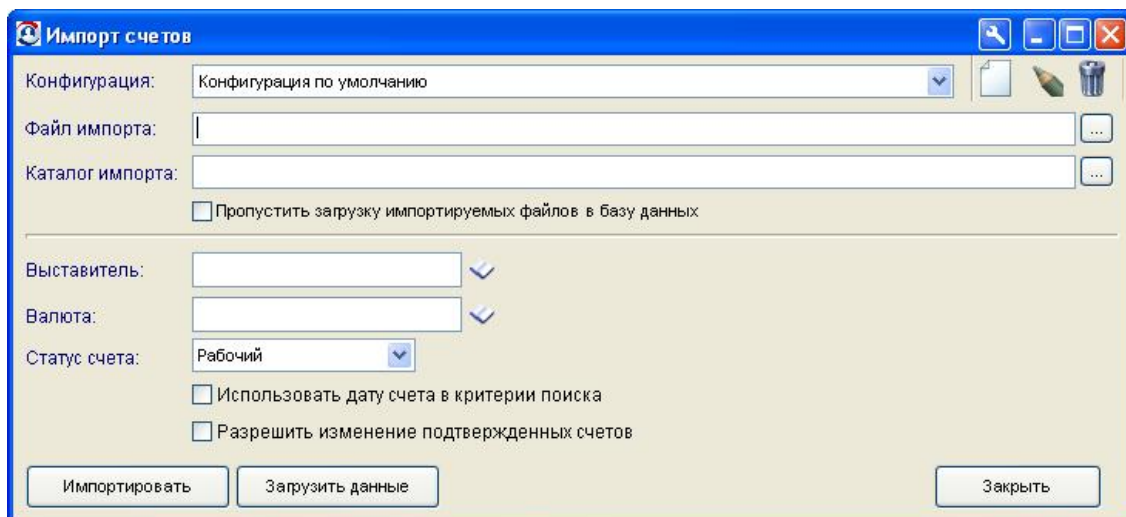 Импорт счетов
Конфигурация: Конфигурация по умолчанию
Файл импорта: ...
Каталог импорта: ...
Пропустить загрузку импортируемых файлов в базу данных
Выставитель:
Валюта:
Статус счета: Рабочий
Использовать дату счета в критерии поиска
Разрешить изменение подтвержденных счетов
Импортировать Загрузить данные Закрыть